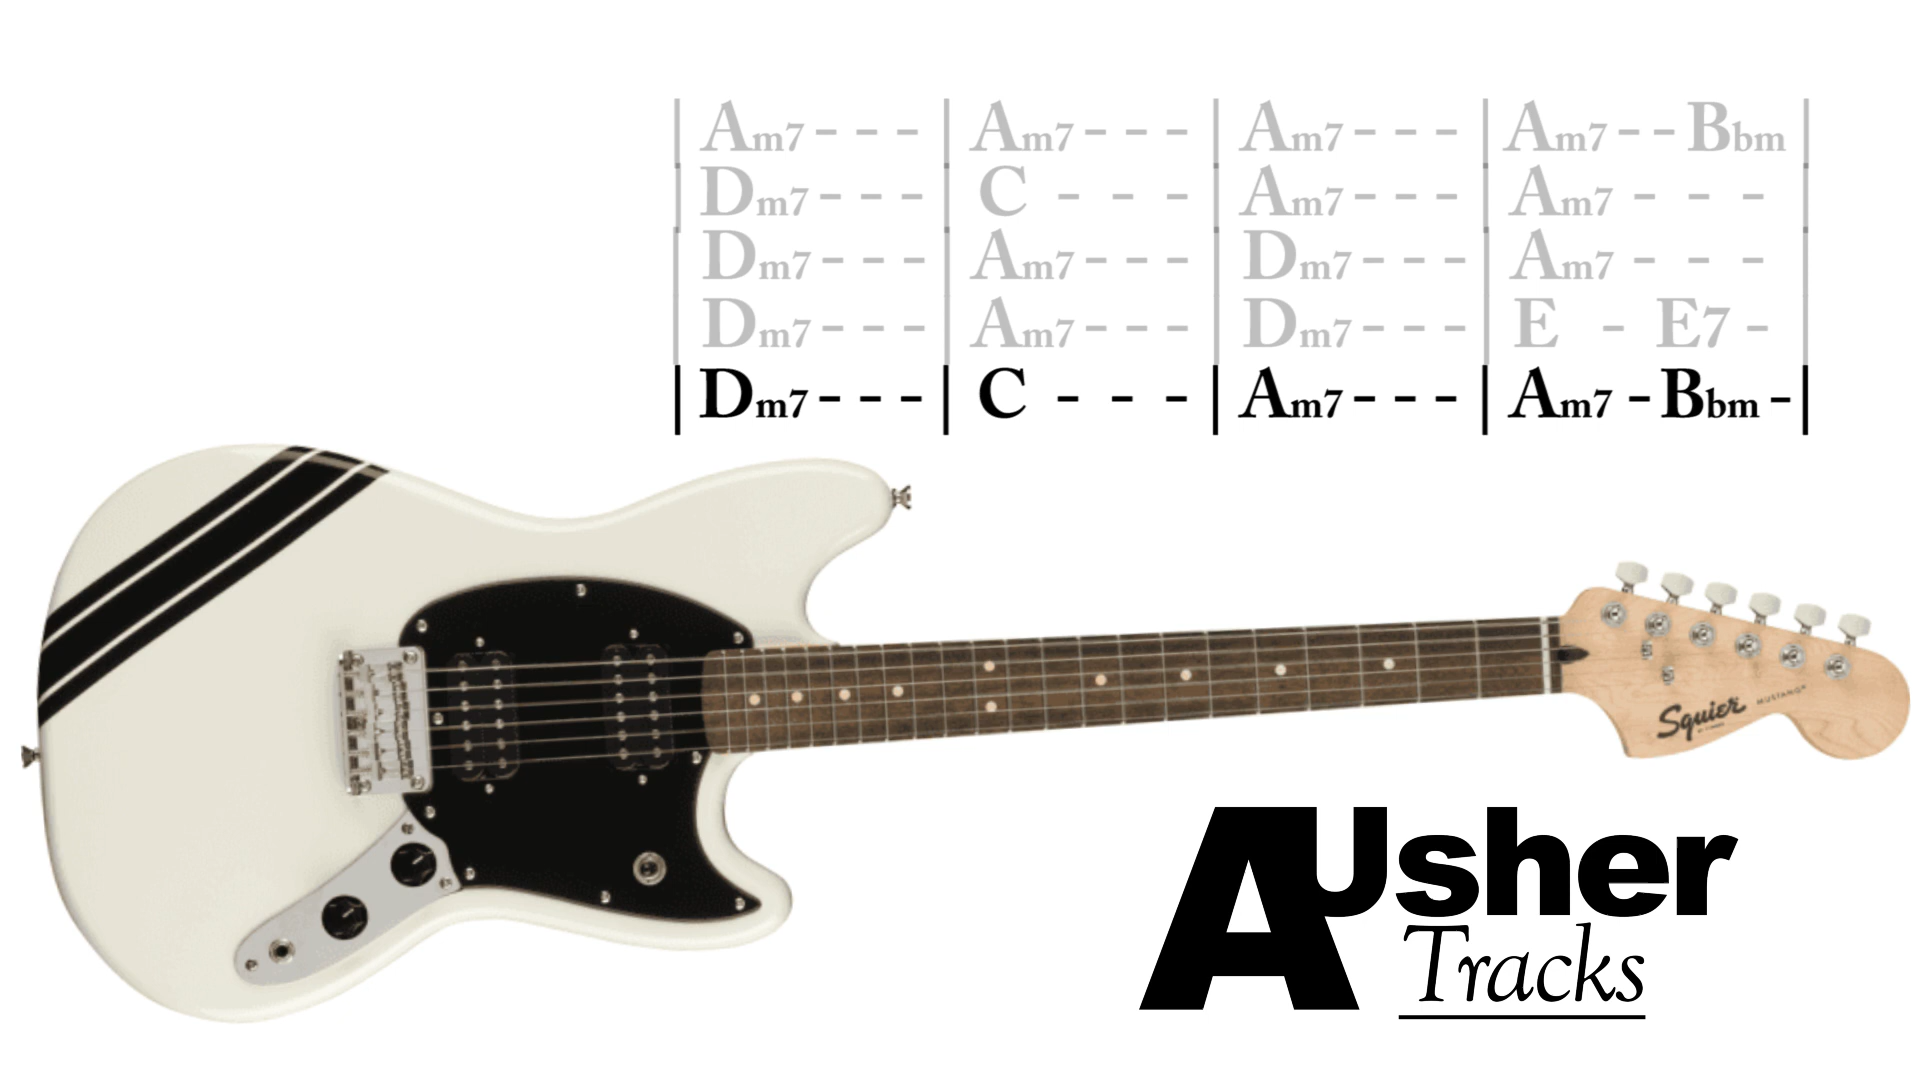 | Am7 - - - | Am7 - - - | Am7 - - - | Am7 - - Bbm |
| Dm7 - - - | C - - - | Am7 - - - | Am7 - - - |
| Dm7 - - - | Am7 - - - | Dm7 - - - | Am7 - - - |
| Dm7 - - - | Am7 - - - | Dm7 - - - | E - E7 - |
| Dm7 - - - | C - - - | Am7 - - - | Am7 - Bbm - |
Squier
MUSTANG
AUsher
Tracks